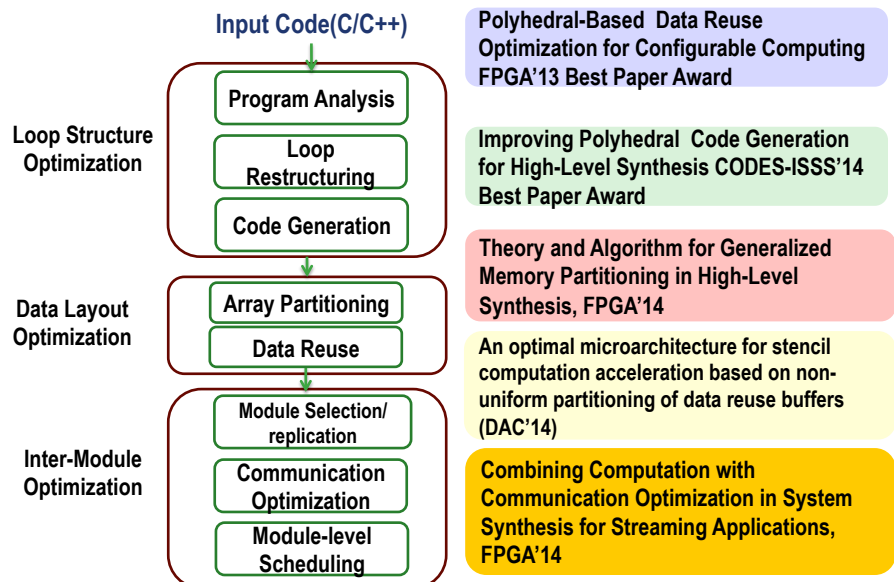 Input Code(C/C++)
Loop Structure
Optimization
Program Analysis
Loop
Restructuring
Code Generation
Data Layout
Optimization
Array Partitioning
Data Reuse
Inter-Module
Optimization
Module Selection/
replication
Communication
Optimization
Module-level
Scheduling
Polyhedral-Based Data Reuse
Optimization for Configurable Computing
FPGA’13 Best Paper Award
Improving Polyhedral Code Generation
for High-Level Synthesis CODES-ISSS’14
Best Paper Award
Theory and Algorithm for Generalized
Memory Partitioning in High-Level
Synthesis, FPGA’14
An optimal microarchitecture for stencil
computation acceleration based on non-
uniform partitioning of data reuse buffers
(DAC’14)
Combining Computation with
Communication Optimization in System
Synthesis for Streaming Applications,
FPGA’14